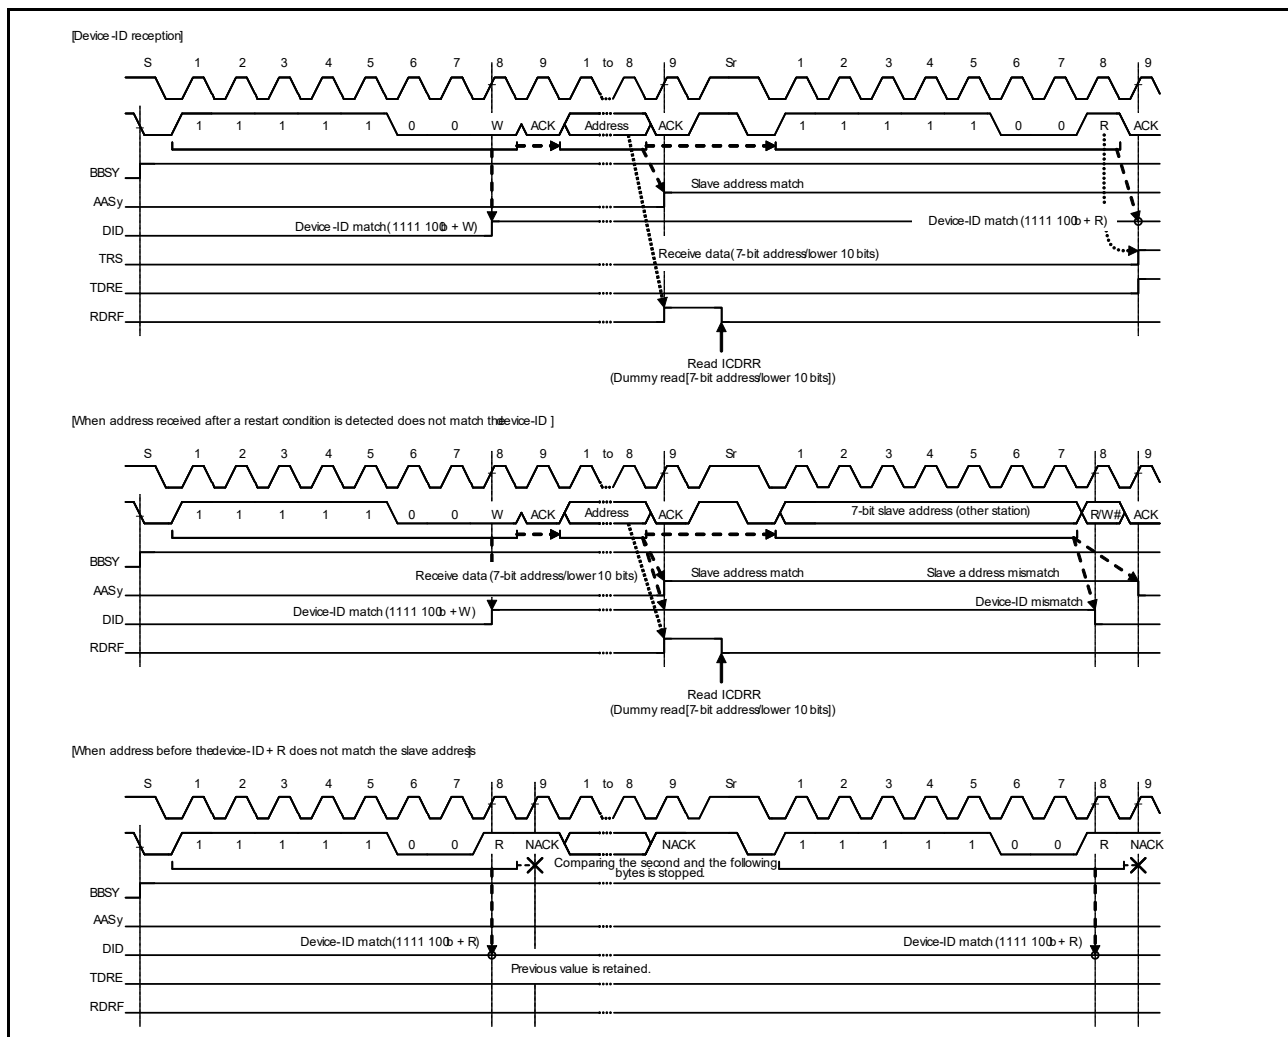 [Device-ID reception]
S 1 2 3 4 5 6 7 8 9 1 to 8 9 Sr 1 2 3 4 5 6 7 8 9
1 1 1 1 1 0 0 W ACK Address ACK 1 1 1 1 1 0 0 R ACK
BBSY
Slave address match
AASy
Device-ID match (1111 100b + W) Device-ID match (1111 100b + R)
DID
Receive data (7-bit address/lower 10 bits)
TRS
TDRE
RDRF
Read ICDRR
(Dummy read [7-bit address/lower 10 bits])
[When address received after a restart condition is detected does not match the device-ID ]
S 1 2 3 4 5 6 7 8 9 1 to 8 9 Sr 1 2 3 4 5 6 7 8 9
1 1 1 1 1 0 0 W ACK Address ACK 7-bit slave address (other station) R/W# ACK
BBSY
Receive data (7-bit address/lower 10 bits) Slave address match Slave address mismatch
AASy
Device-ID match (1111 100b + W) Device-ID mismatch
DID
RDRF
Read ICDRR
(Dummy read [7-bit address/lower 10 bits])
[When address before the device-ID + R does not match the slave address]
S 1 2 3 4 5 6 7 8 9 1 to 8 9 Sr 1 2 3 4 5 6 7 8 9
1 1 1 1 1 0 0 R NACK NACK 1 1 1 1 1 0 0 R NACK
Comparing the second and the following
bytes is stopped.
BBSY
AASy
Device-ID match (1111 100b + R) Device-ID match (1111 100b + R)
DID
Previous value is retained.
TDRE
RDRF